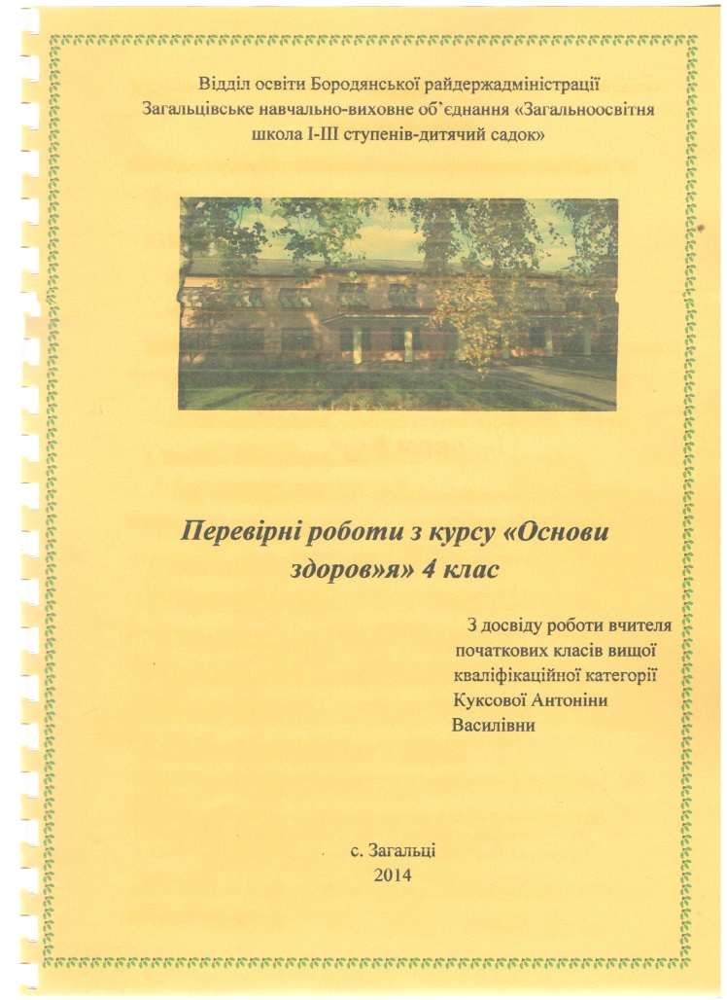 Відділ освіти Бородянської райдержадміністрації
Загальцівське навчально-виховне об’єднання «Загальноосвітня
школа І-ІІІ ступенів-дитячий садок»
Перевірні роботи з курсу «Основи
здоров»я» 4 клас
З досвіду роботи вчителя
початкових класів вищої
кваліфікаційної категорії
Куксової Антоніни
Василівни
с. Загальці
2014